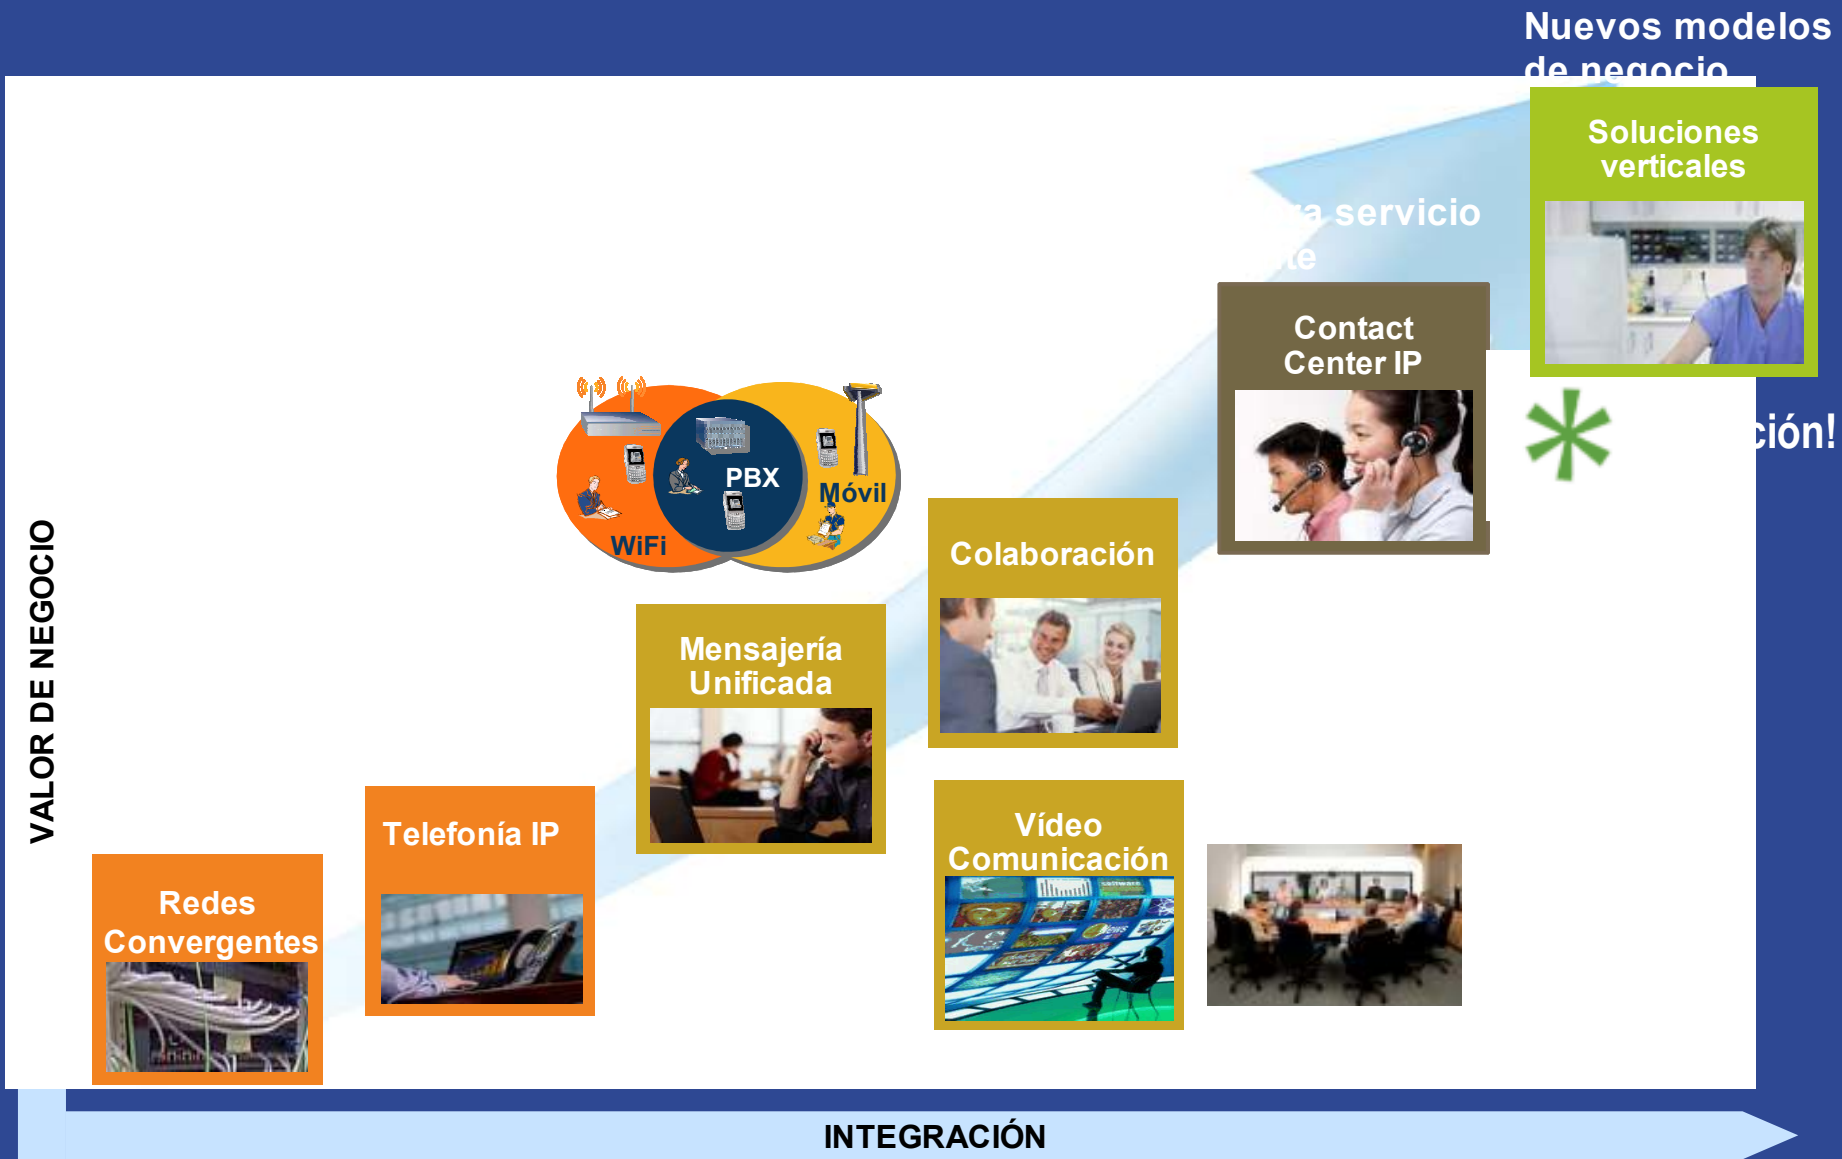 Nuevos modelos
de negocio
Soluciones
verticales
servicio
Contact
Center IP
PBX
Móvil
WiFi
Colaboración
Mensajería
Unificada
Vídeo
Comunicación
Telefonía IP
Redes
Convergentes
VALOR DE NEGOCIO
INTEGRACIÓN